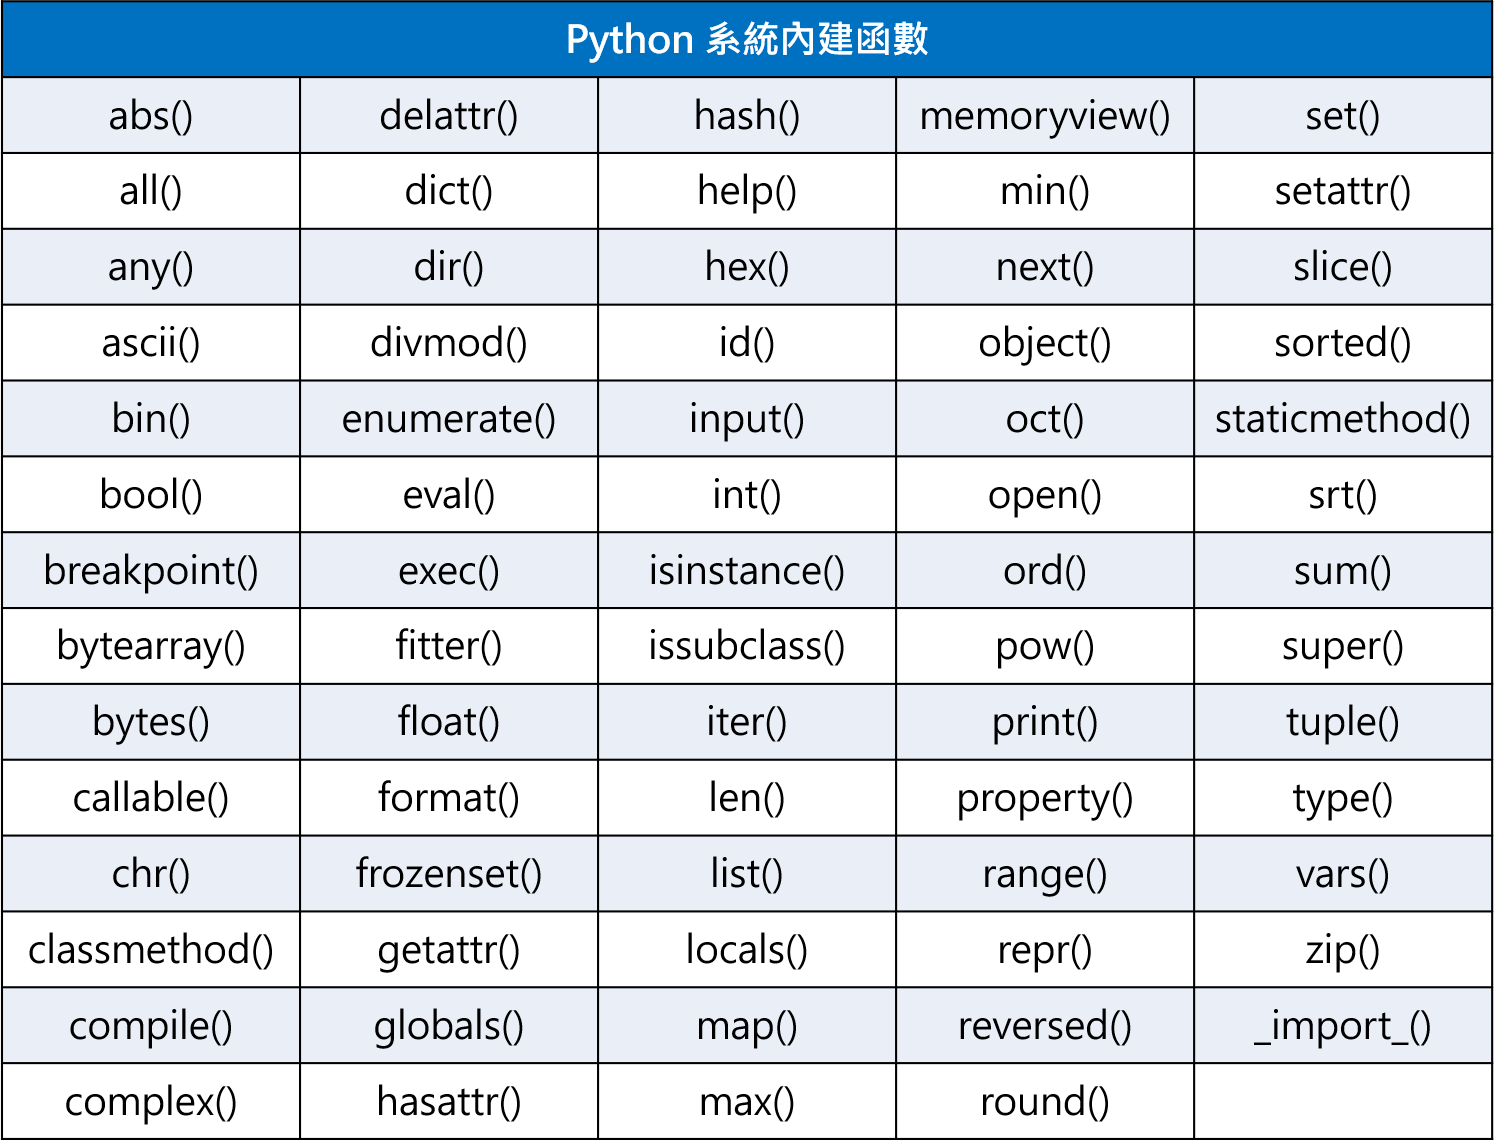 Python 系統內建函數
abs() delattr() hash() memoryview() set()
all() dict() help() min() setattr()
any() dir() hex() next() slice()
ascii() divmod() id() object() sorted()
bin() enumerate() input() oct() staticmethod()
bool() eval() int() open() srt()
breakpoint() exec() isinstance() ord() sum()
bytearray() fitter() issubclass() pow() super()
bytes() float() iter() print() tuple()
callable() format() len() property() type()
chr() frozenset() list() range() vars()
classmethod() getattr() locals() repr() zip()
compile() globals() map() reversed() _import_()
complex() hasattr() max() round()